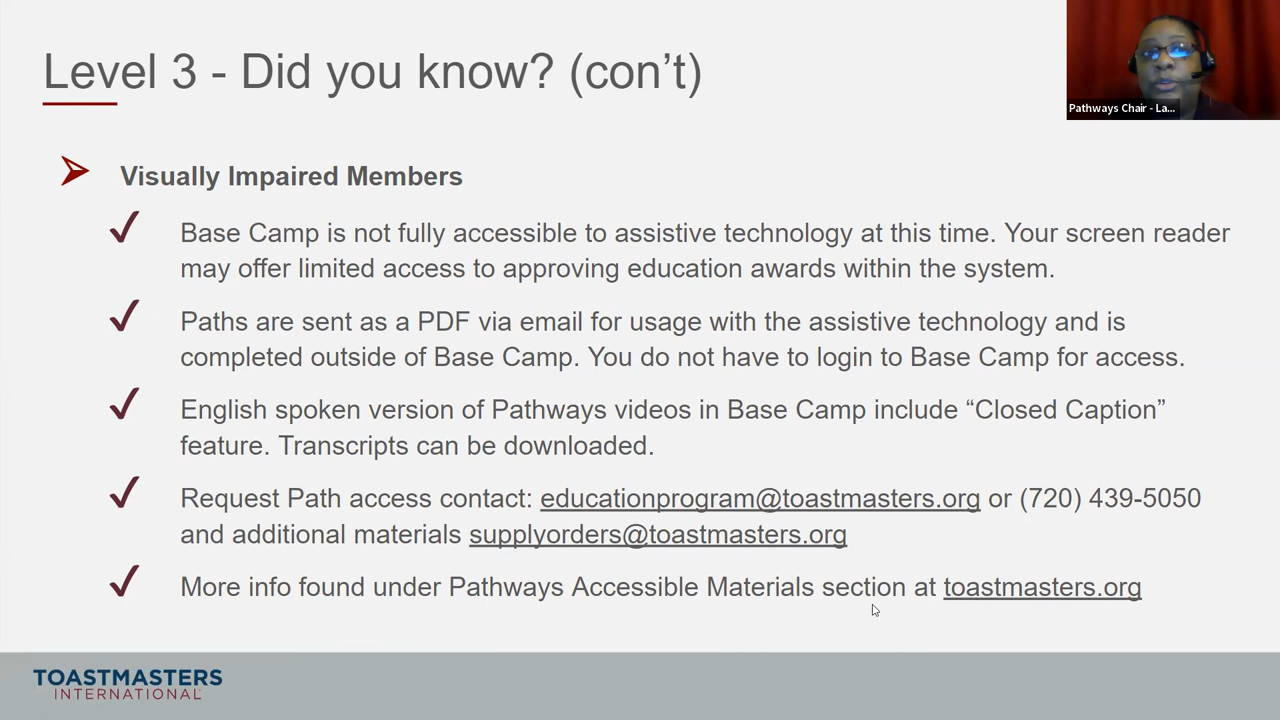 Level 3 - Did you know? (con’t)
Pathways Chair - La...
Visually Impaired Members
Base Camp is not fully accessible to assistive technology at this time. Your screen reader
may offer limited access to approving education awards within the system.
Paths are sent as a PDF via email for usage with the assistive technology and is
completed outside of Base Camp. You do not have to login to Base Camp for access.
English spoken version of Pathways videos in Base Camp include “Closed Caption”
feature. Transcripts can be downloaded.
Request Path access contact: educationprogram@toastmasters.org or (720) 439-5050
and additional materials supplyorders@toastmasters.org
More info found under Pathways Accessible Materials section at toastmasters.org
TOASTMASTERS
INTERNATIONAL